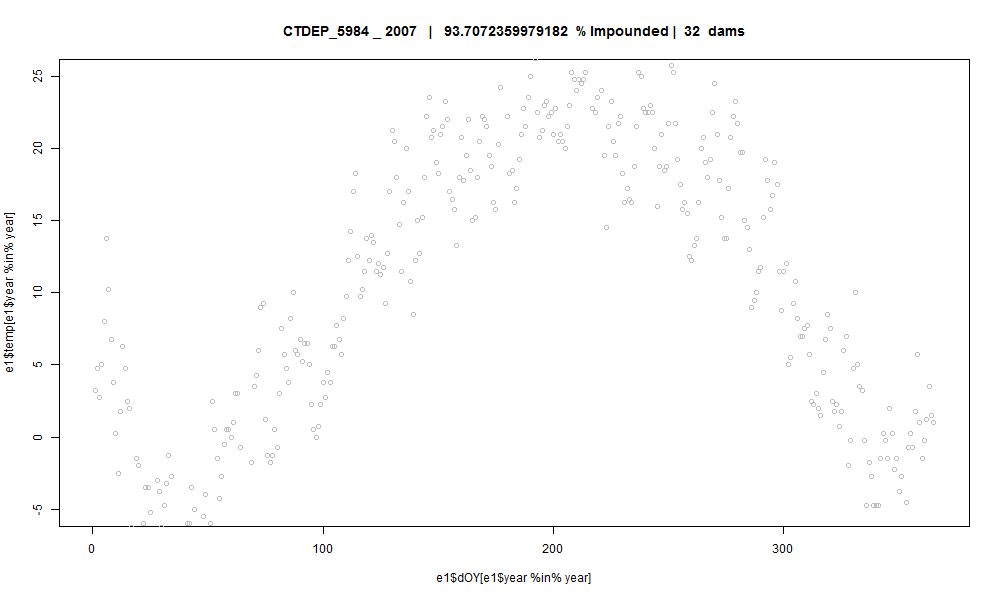 CTDEP_5984 _ 2007 | 93.7072359979182 % Impounded | 32 dams
e1$temp[e1$year %in% year]
25
20
15
10
5
0
-5
0 100 200 300
e1$dOY[e1$year %in% year]